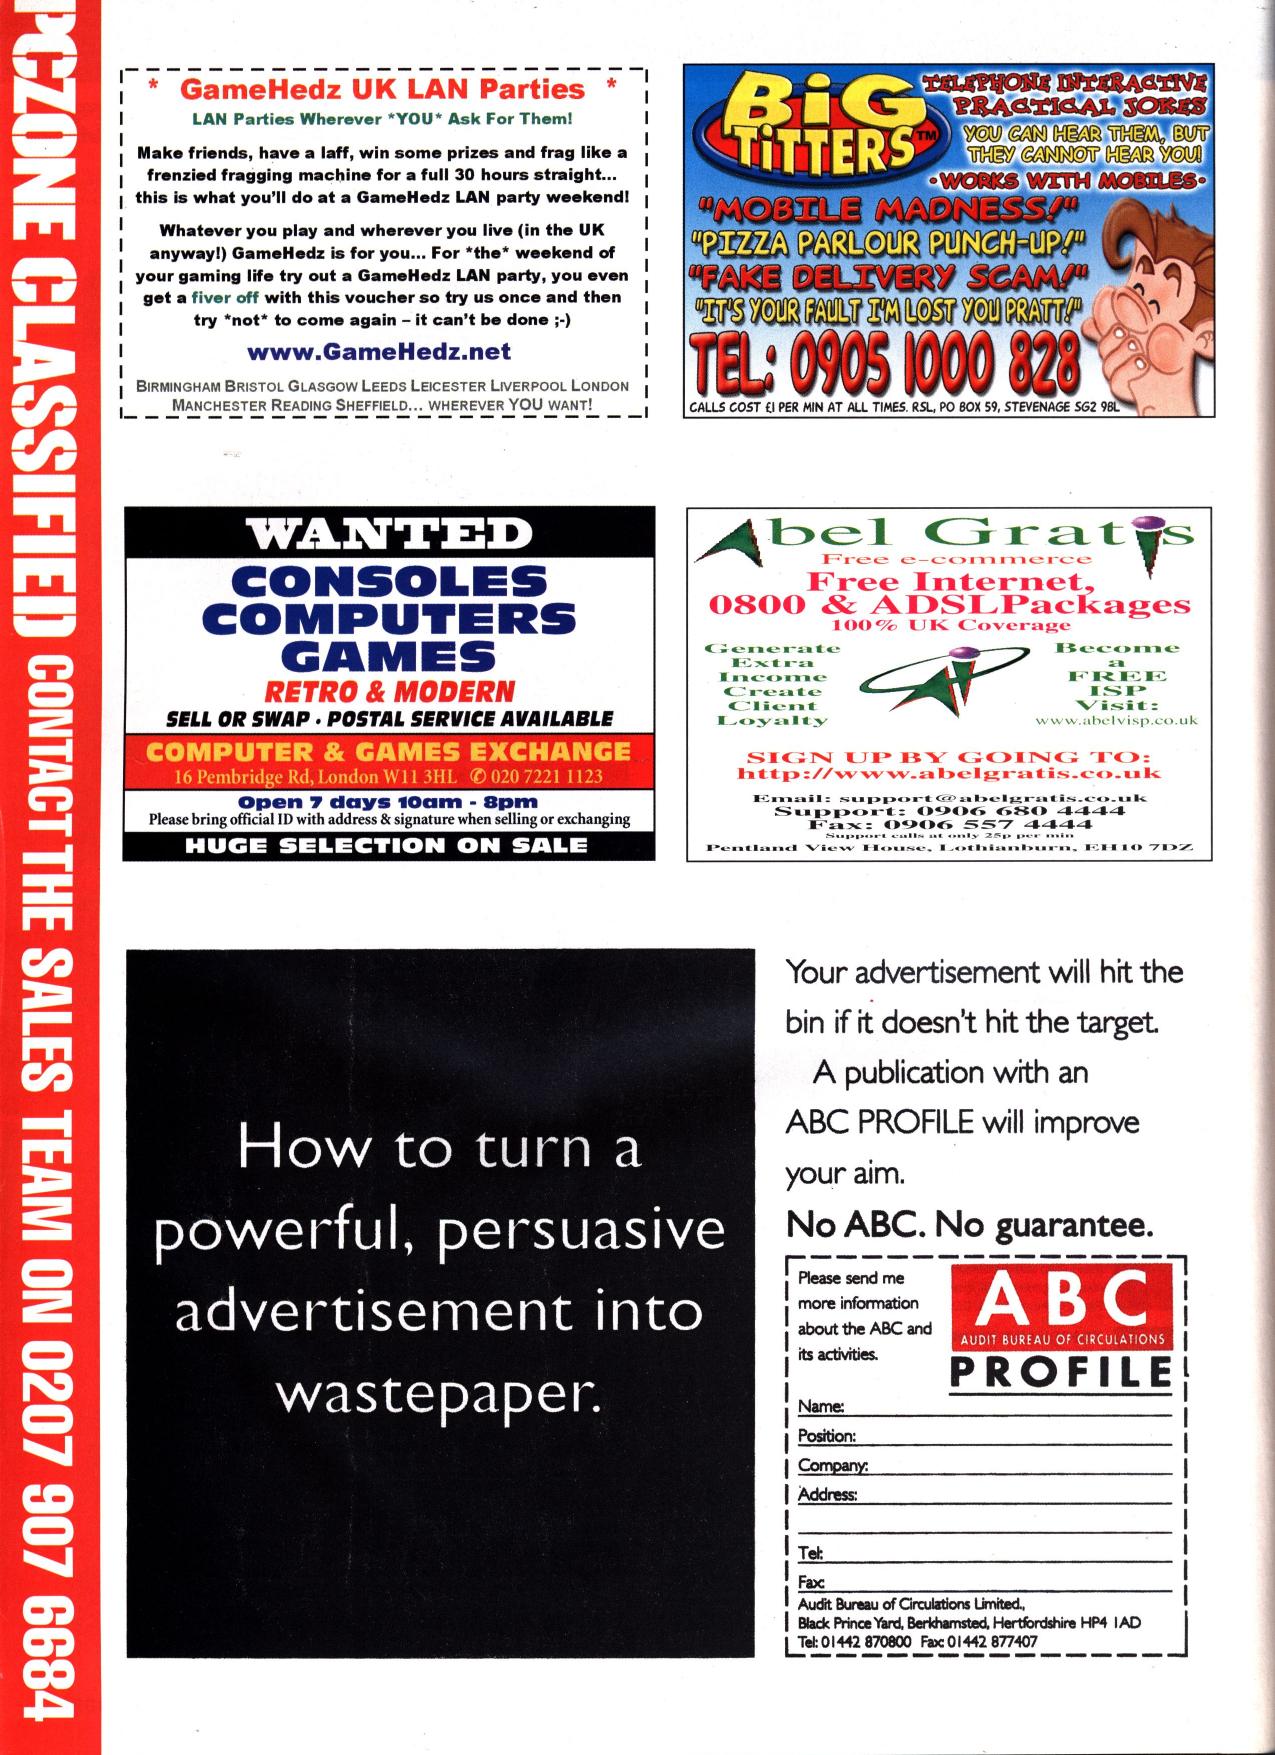 PCZONE CLASSIFIED CONTACT THE SALES TEAM ON 0207 907 6684
* GameHedz UK LAN Parties *
LAN Parties Wherever *YOU* Ask For Them!
Make friends, have a laff, win some prizes and frag like a
frenzied fragging machine for a full 30 hours straight...
this is what you'll do at a GameHedz LAN party weekend!
Whatever you play and wherever you live (in the UK
anyway!) GameHedz is for you... For *the* weekend of
your gaming life try out a GameHedz LAN party, you even
get a fiver off with this voucher so try us once and then
try *not* to come again – it can't be done ;-)
www.GameHedz.net
BIRMINGHAM BRISTOL GLASGOW LEEDS LEICESTER LIVERPOOL LONDON
MANCHESTER READING SHEFFIELD... WHEREVER YOU WANT!
BiG
TiTTERS™
TELEPHONE INTERACTIVE
PRACTICAL JOKES
YOU CAN HEAR THEM, BUT
THEY CANNOT HEAR YOU!
•WORKS WITH MOBILES•
"MOBILE MADNESS!"
"PIZZA PARLOUR PUNCH-UP!"
"FAKE DELIVERY SCAM!"
"IT'S YOUR FAULT I'M LOST YOU PRATT!"
TEL: 0905 1000 828
CALLS COST £1 PER MIN AT ALL TIMES. RSL, PO BOX 59, STEVENAGE SG2 9BL
WANTED
CONSOLES
COMPUTERS
GAMES
RETRO & MODERN
SELL OR SWAP • POSTAL SERVICE AVAILABLE
COMPUTER & GAMES EXCHANGE
16 Pembridge Rd, London W11 3HL ✆ 020 7221 1123
Open 7 days 10am - 8pm
Please bring official ID with address & signature when selling or exchanging
HUGE SELECTION ON SALE
Abel Gratis
Free e-commerce
Free Internet,
0800 & ADSL Packages
100% UK Coverage
Generate
Extra
Income
Create
Client
Loyalty
Become
a
FREE
ISP
Visit:
www.abelvisp.co.uk
SIGN UP BY GOING TO:
http://www.abelgratis.co.uk
Email: support@abelgratis.co.uk
Support: 0906 680 4444
Fax: 0906 557 4444
Support calls at only 25p per min
Pentland View House, Lothianburn, EH10 7DZ
How to turn a
powerful, persuasive
advertisement into
wastepaper.
Your advertisement will hit the
bin if it doesn't hit the target.
A publication with an
ABC PROFILE will improve
your aim.
No ABC. No guarantee.
Please send me
more information
about the ABC and
its activities.
ABC
AUDIT BUREAU OF CIRCULATIONS
PROFILE
Name:
Position:
Company:
Address:
Tel:
Fax:
Audit Bureau of Circulations Limited.,
Black Prince Yard, Berkhamsted, Hertfordshire HP4 1AD
Tel: 01442 870800 Fax: 01442 877407